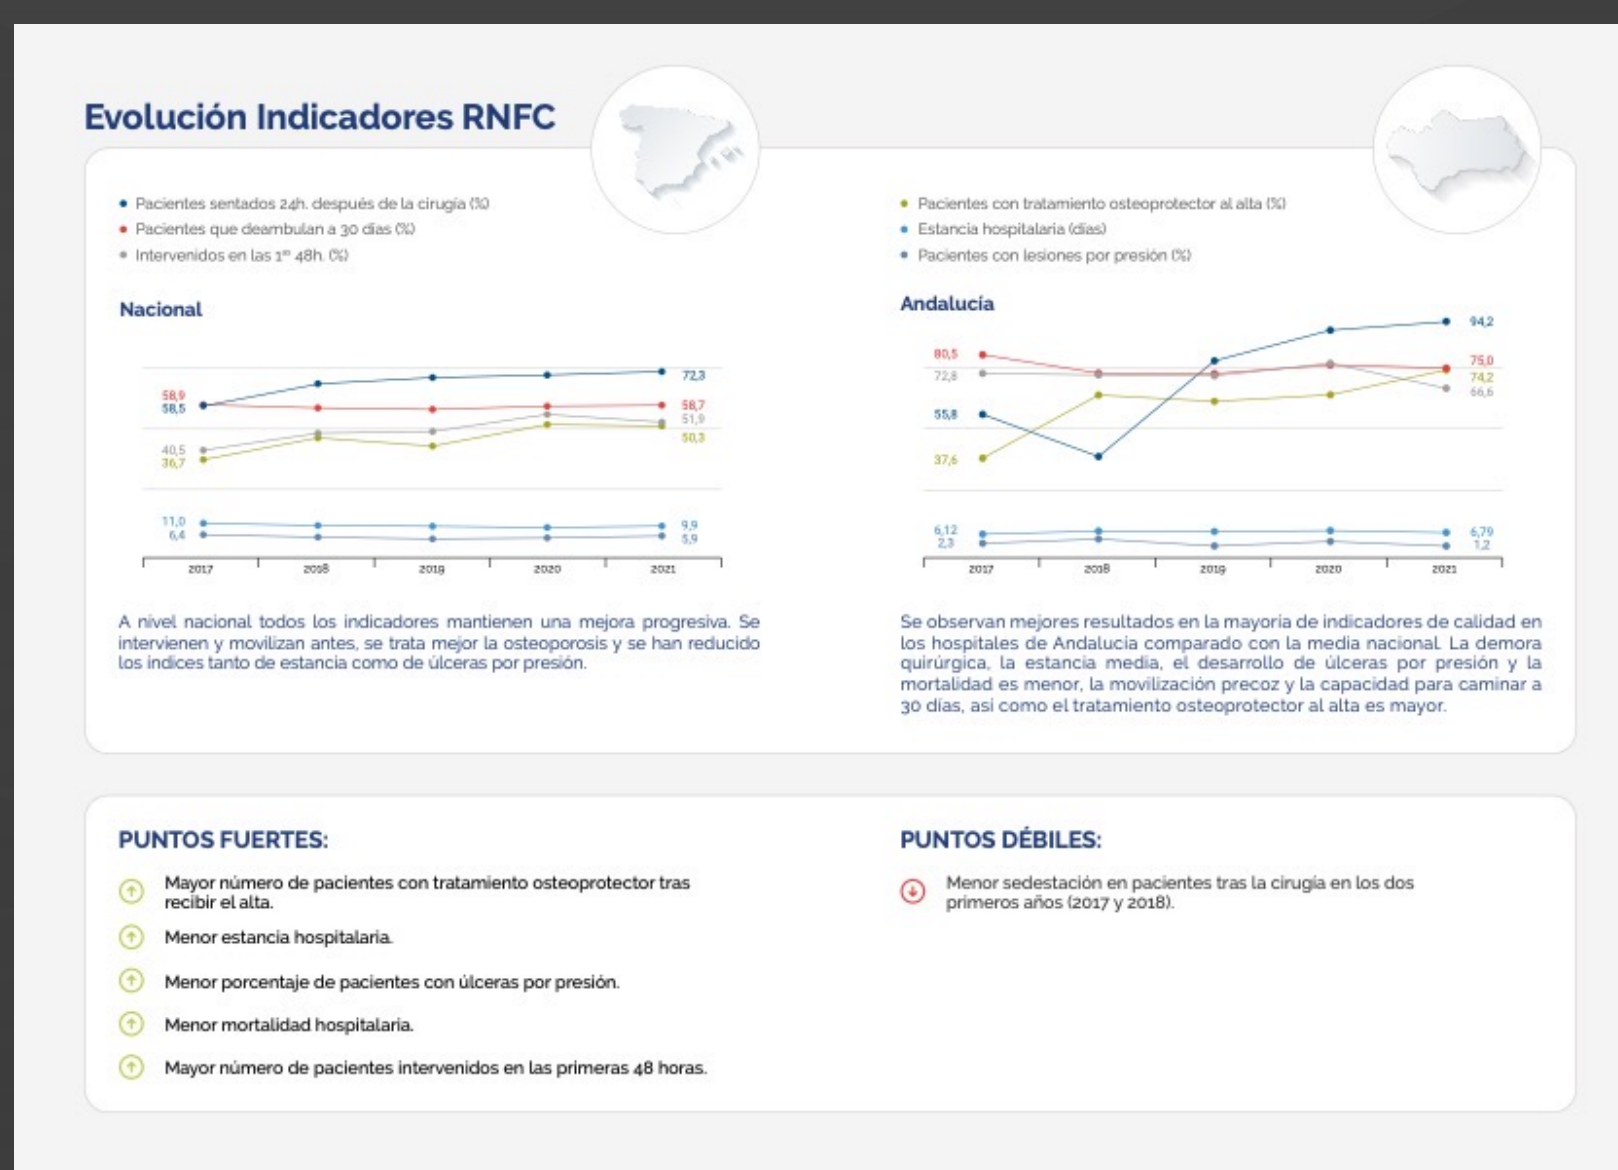 Evolución Indicadores RNFC
Pacientes sentados 24h. después de la cirugía (%)
Pacientes que deambulan a 30 días (%)
Intervenidos en las 1ᵃˢ 48h. (%)
Pacientes con tratamiento osteoprotector al alta (%)
Estancia hospitalaria (días)
Pacientes con lesiones por presión (%)
Nacional
58,9
58,5
40,5
36,7
11,0
6,4
72,3
58,7
51,9
50,3
9,9
5,9
2017 2018 2019 2020 2021
A nivel nacional todos los indicadores mantienen una mejora progresiva. Se
intervienen y movilizan antes, se trata mejor la osteoporosis y se han reducido
los índices tanto de estancia como de úlceras por presión.
Andalucía
80,5
72,8
55,8
37,6
6,12
2,3
94,2
75,0
74,2
66,6
6,79
1,2
2017 2018 2019 2020 2021
Se observan mejores resultados en la mayoría de indicadores de calidad en
los hospitales de Andalucía comparado con la media nacional. La demora
quirúrgica, la estancia media, el desarrollo de úlceras por presión y la
mortalidad es menor, la movilización precoz y la capacidad para caminar a
30 días, así como el tratamiento osteoprotector al alta es mayor.
PUNTOS FUERTES:
Mayor número de pacientes con tratamiento osteoprotector tras
recibir el alta.
Menor estancia hospitalaria.
Menor porcentaje de pacientes con úlceras por presión.
Menor mortalidad hospitalaria.
Mayor número de pacientes intervenidos en las primeras 48 horas.
PUNTOS DÉBILES:
Menor sedestación en pacientes tras la cirugía en los dos
primeros años (2017 y 2018).